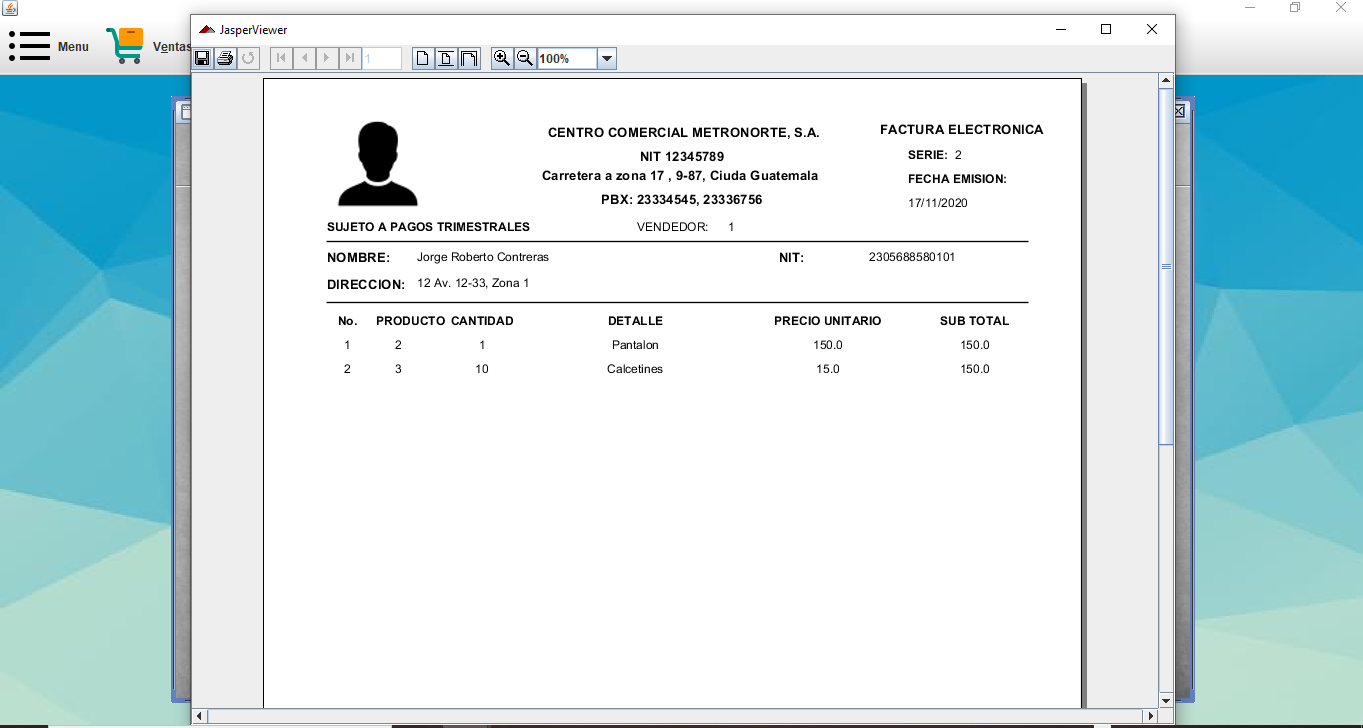 JasperViewer
Menu
Ventas
1
100%
CENTRO COMERCIAL METRONORTE, S.A.
FACTURA ELECTRONICA
NIT 12345789
SERIE: 2
Carretera a zona 17 , 9-87, Ciuda Guatemala
FECHA EMISION:
PBX: 23334545, 23336756
17/11/2020
SUJETO A PAGOS TRIMESTRALES VENDEDOR: 1
NOMBRE: Jorge Roberto Contreras NIT: 2305688580101
DIRECCION: 12 Av. 12-33, Zona 1
No. PRODUCTO CANTIDAD DETALLE PRECIO UNITARIO SUB TOTAL
1 2 1 Pantalon 150.0 150.0
2 3 10 Calcetines 15.0 150.0